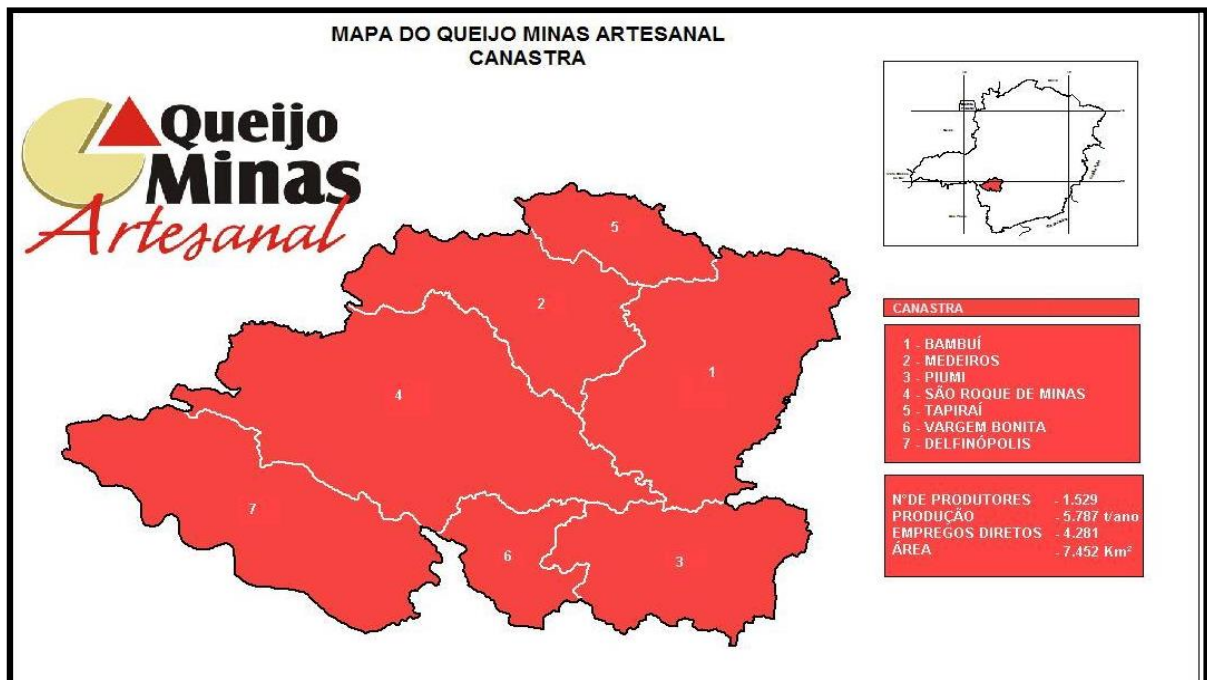 MAPA DO QUEIJO MINAS ARTESANAL
CANASTRA
Queijo
Minas
Artesanal
5
2
1
4
7
6
3
CANASTRA
1 - BAMBUÍ
2 - MEDEIROS
3 - PIUMI
4 - SÃO ROQUE DE MINAS
5 - TAPIRAÍ
6 - VARGEM BONITA
7 - DELFINÓPOLIS
N°DE PRODUTORES - 1.529
PRODUÇÃO - 5.787 t/ano
EMPREGOS DIRETOS - 4.281
ÁREA - 7.452 Km²